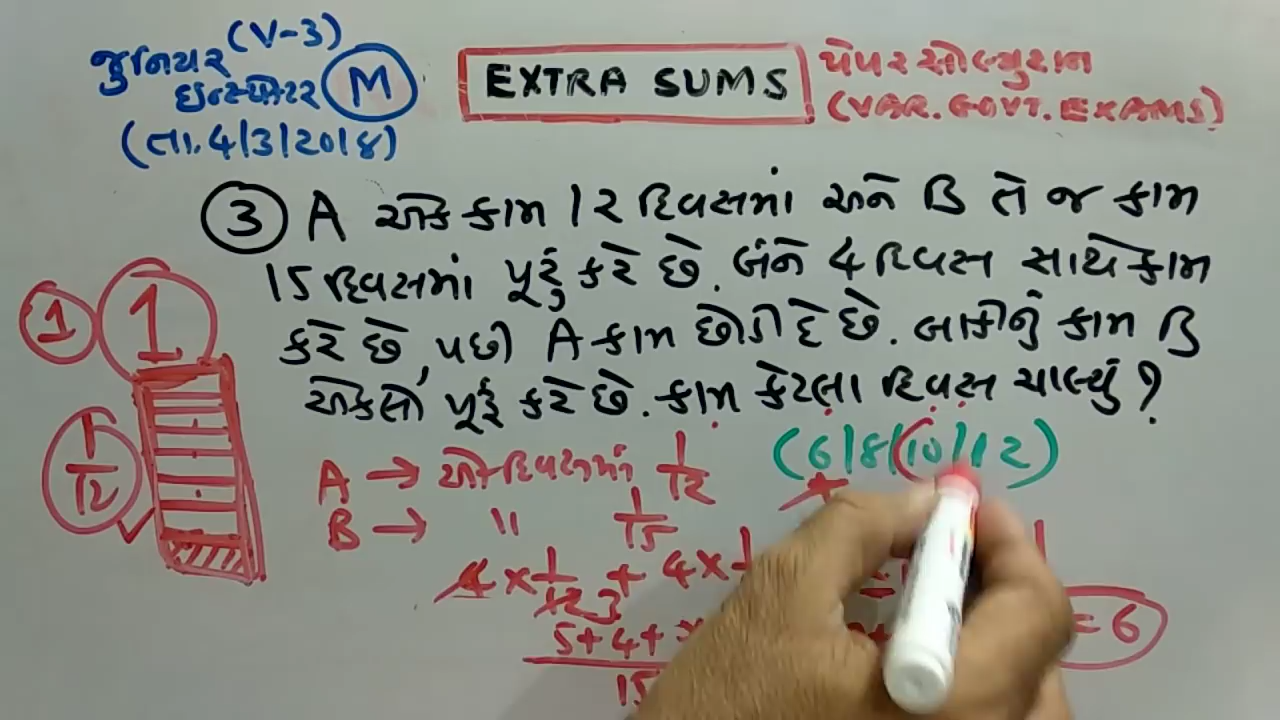 જુનિયર (V-3)
ઇન્સ્પેક્ટર M
(તા. 4/3/2018)
EXTRA SUMS
પેપર સોલ્યુશન
(VAR. GOVT. EXAMS)
③ A એક કામ 12 દિવસમાં અને B તે જ કામ
15 દિવસમાં પૂરું કરે છે. બંને 4 દિવસ સાથે કામ
કરે છે, પછી A કામ છોડી દે છે. બાકીનું કામ B
એકલો પૂરું કરે છે. કામ કેટલા દિવસ ચાલ્યું ?
(6/8/10/12)
1 1
1/12
A → એક દિવસમાં 1/12
B → " 1/15
4 × 1/12 3 + 4 × 1
5 + 4 +
15
= 6